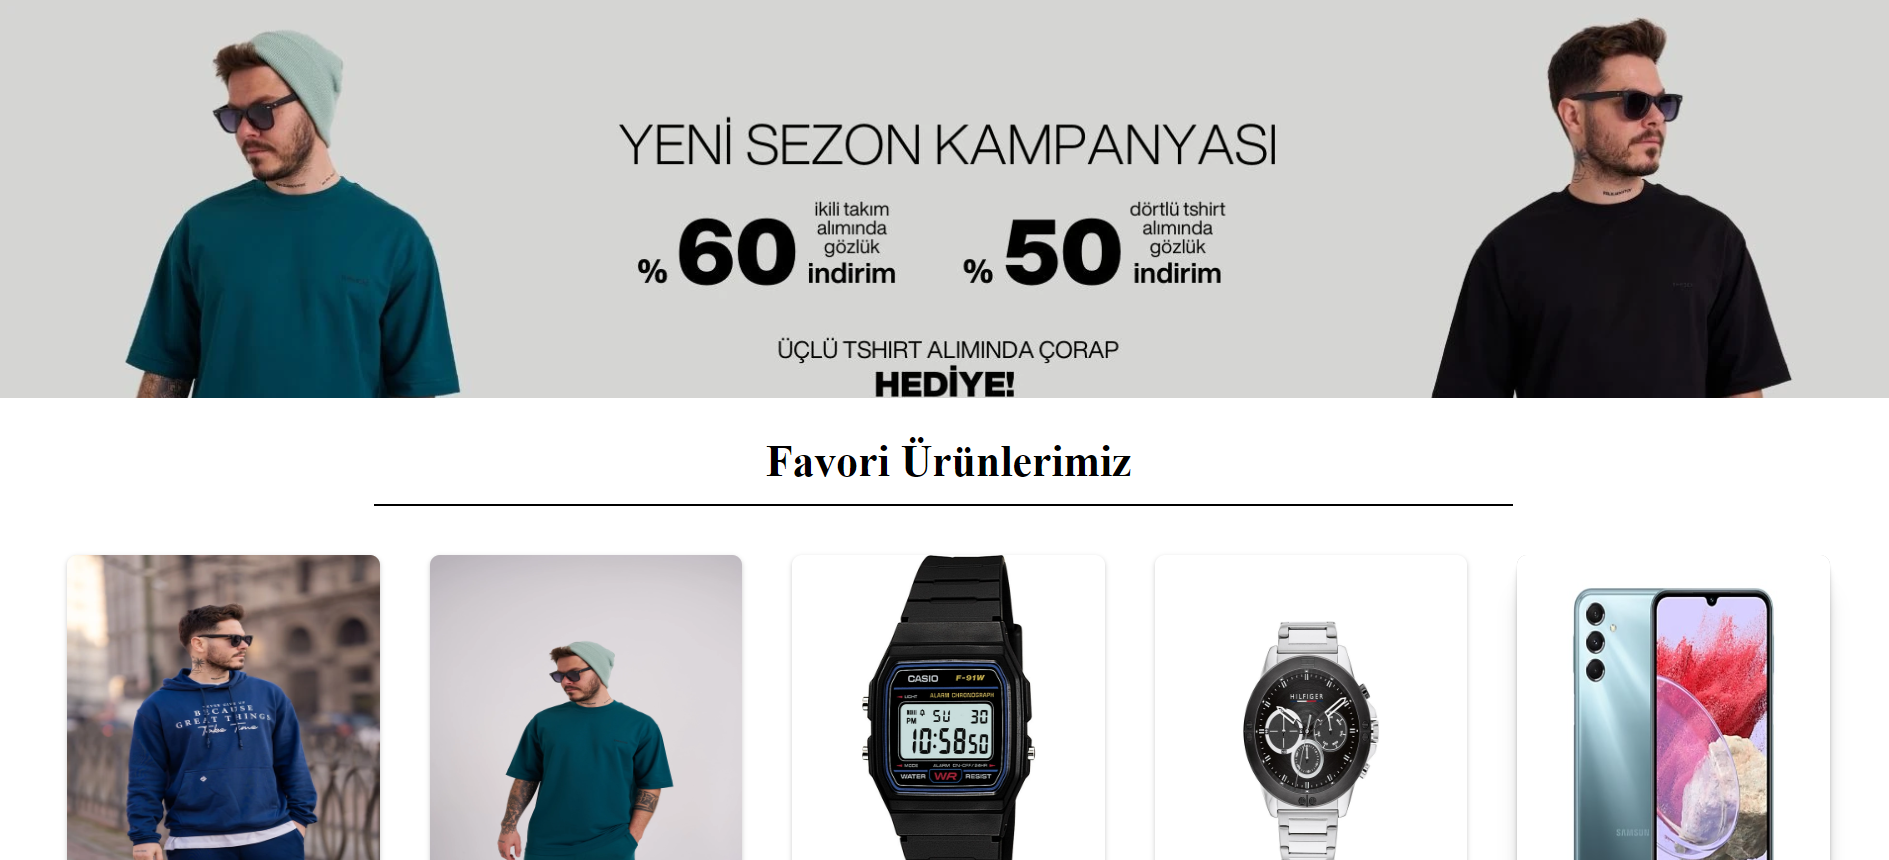 YENİ SEZON KAMPANYASI
% 60 ikili takım
alımında
gözlük
indirim
% 50 dörtlü tshirt
alımında
gözlük
indirim
ÜÇLÜ TSHIRT ALIMINDA ÇORAP
HEDİYE!
Favori Ürünlerimiz
BECAUSE
GREAT THINGS
Takes Time
CASIO F-91W
LIGHT ALARM CHRONOGRAPH
PM SU 30
10:58 50
MODE ALARM ON·OFF/24HR
WATER WR RESIST
HILFIGER
SAMSUN